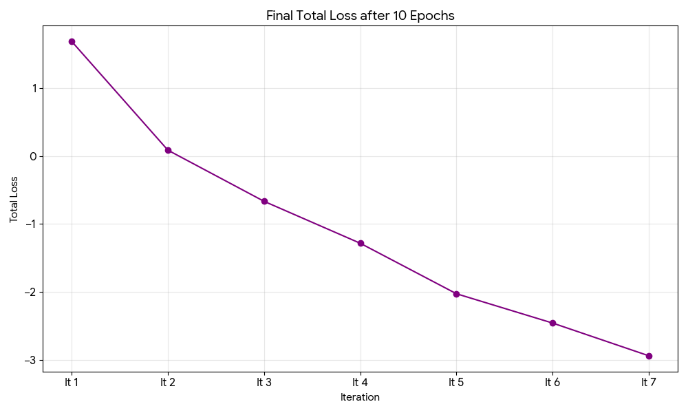 Final Total Loss after 10 Epochs
Total Loss
1
0
−1
−2
−3
It 1 It 2 It 3 It 4 It 5 It 6 It 7
Iteration